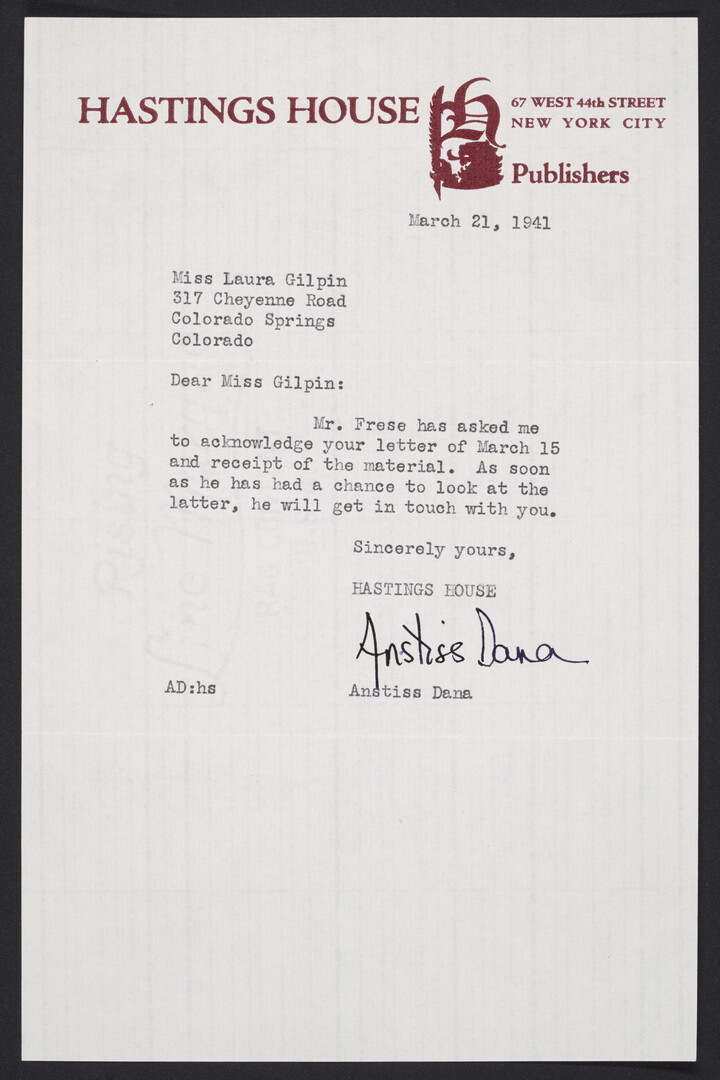 HASTINGS HOUSE
67 WEST 44th STREET
NEW YORK CITY
Publishers
March 21, 1941
Miss Laura Gilpin
317 Cheyenne Road
Colorado Springs
Colorado
Dear Miss Gilpin:
Mr. Frese has asked me
to acknowledge your letter of March 15
and receipt of the material.  As soon
as he has had a chance to look at the
latter, he will get in touch with you.
Sincerely yours,
HASTINGS HOUSE
Anstiss Dana
AD:hs
Anstiss Dana